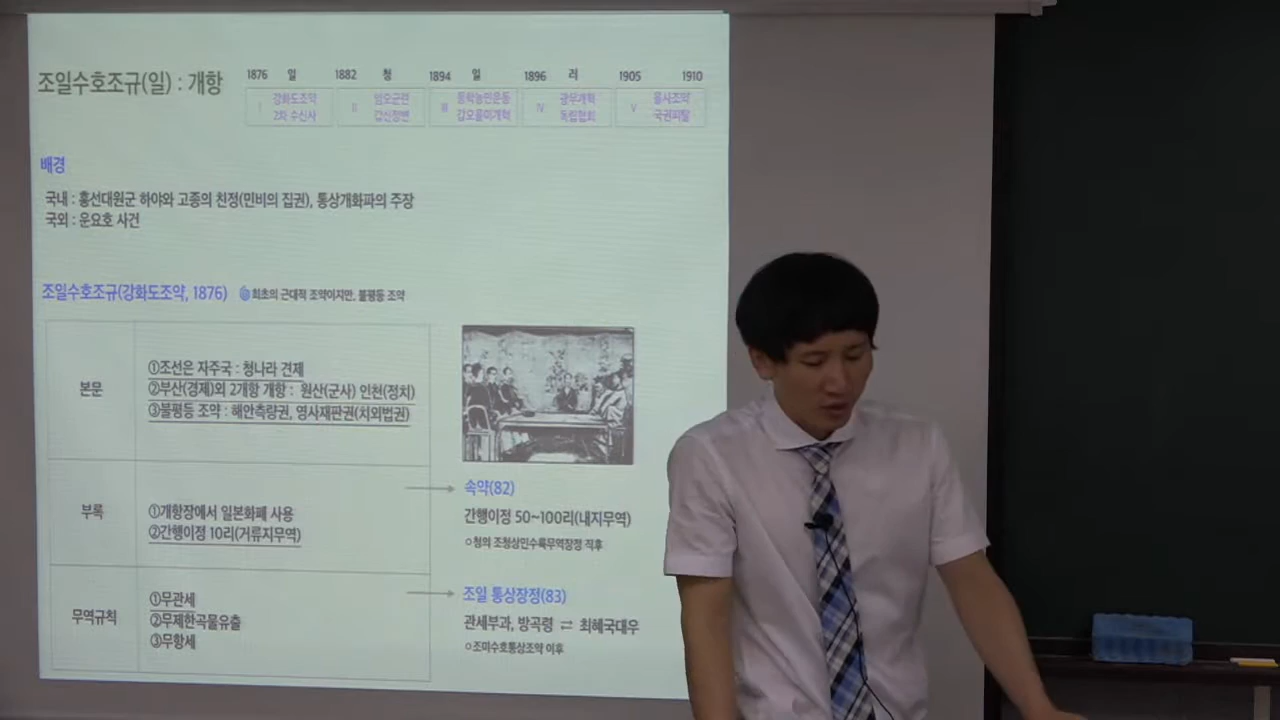 조일수호조규(일) : 개항
1876 일 1882 청 1894 일 1896 러 1905 1910
I 강화도조약 2차 수신사
II 임오군란 갑신정변
III 동학농민운동 갑오을미개혁
IV 광무개혁 독립협회
V 을사조약 국권피탈
배경
국내 : 흥선대원군 하야와 고종의 친정(민비의 집권), 통상개화파의 주장
국외 : 운요호 사건
조일수호조규(강화도조약, 1876) 최초의 근대적 조약이지만, 불평등 조약
본문
①조선은 자주국 : 청나라 견제
②부산(경제)외 2개항 개항 : 원산(군사) 인천(정치)
③불평등 조약 : 해안측량권, 영사재판권(치외법권)
부록
①개항장에서 일본화폐 사용
②간행이정 10리(거류지무역)
속약(82)
간행이정 50~100리(내지무역)
○청의 조청상민수륙무역장정 직후
무역규칙
①무관세
②무제한곡물유출
③무항세
조일 통상장정(83)
관세부과, 방곡령 ⇌ 최혜국대우
○조미수호통상조약 이후